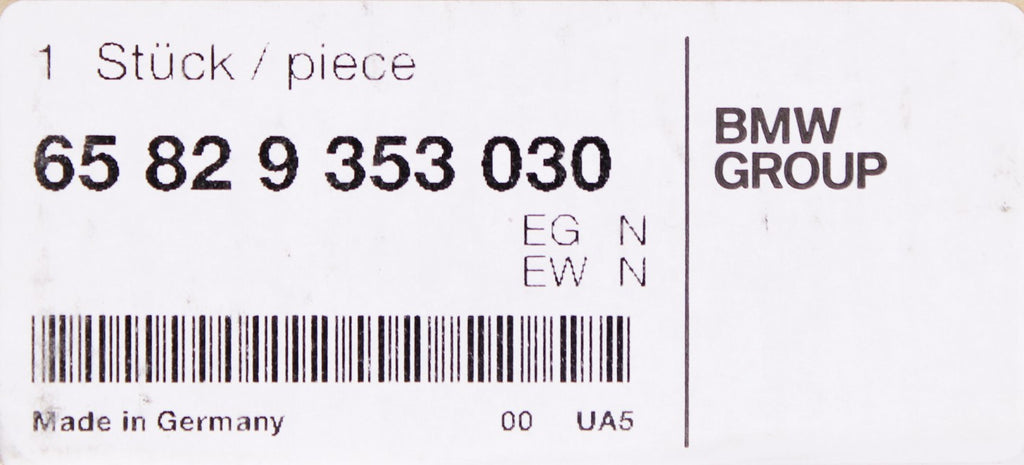 1 Stück / piece
65 82 9 353 030
EG N
EW N
Made in Germany 00 UA5
BMW
GROUP